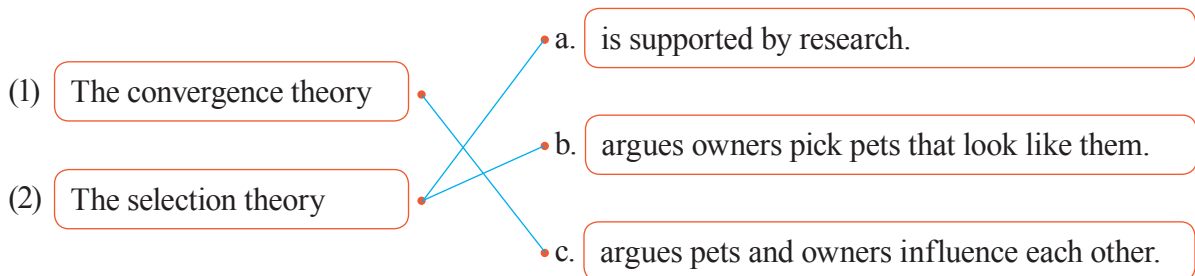 (1) The convergence theory
(2) The selection theory
a. is supported by research.
b. argues owners pick pets that look like them.
c. argues pets and owners influence each other.